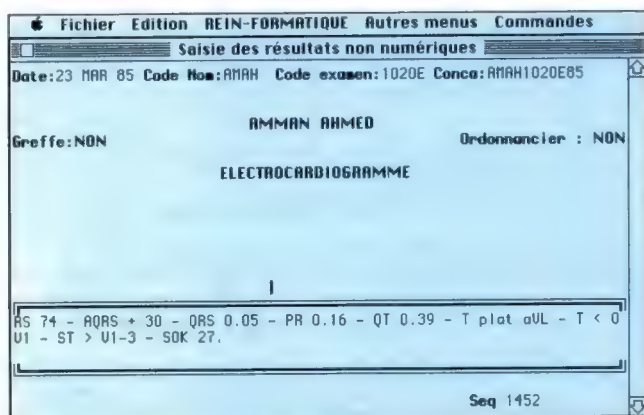 Fichier Edition REIN-FORMATIQUE Autres menus Commandes
Saisie des résultats non numériques
Date:23 MAR 85 Code Nom:AMAH Code examen:1020E Conca:AMAH1020E85
AMMAN AHMED
Greffe:NON Ordonnancier : NON
ELECTROCARDIOGRAMME
RS 74 - AQRS + 30 - QRS 0.05 - PR 0.16 - QT 0.39 - T plat aVL - T < 0
V1 - ST > V1-3 - SOK 27.
Seq 1452